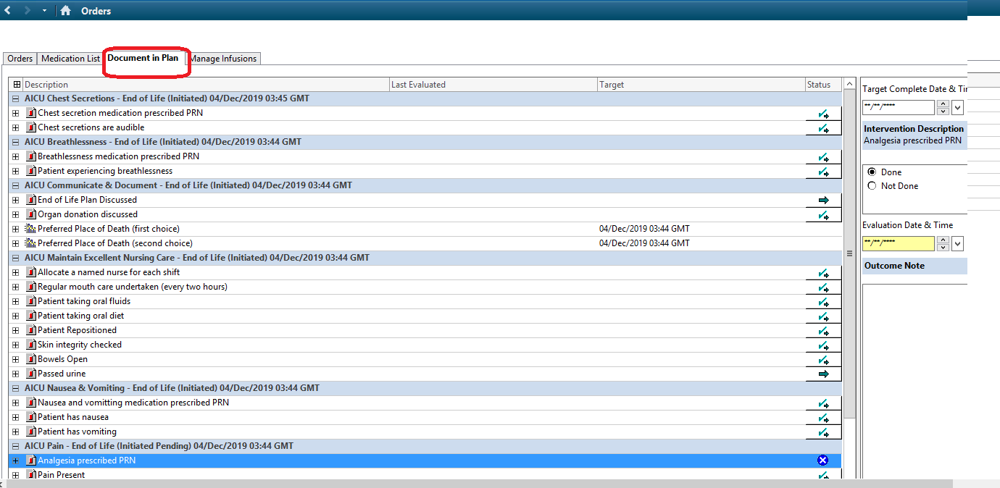 Orders
Orders Medication List Document in Plan Manage Infusions
Description Last Evaluated Target Status
AICU Chest Secretions - End of Life (Initiated) 04/Dec/2019 03:45 GMT
Chest secretion medication prescribed PRN
Chest secretions are audible
AICU Breathlessness - End of Life (Initiated) 04/Dec/2019 03:44 GMT
Breathlessness medication prescribed PRN
Patient experiencing breathlessness
AICU Communicate & Document - End of Life (Initiated) 04/Dec/2019 03:44 GMT
End of Life Plan Discussed
Organ donation discussed
Preferred Place of Death (first choice) 04/Dec/2019 03:44 GMT
Preferred Place of Death (second choice) 04/Dec/2019 03:44 GMT
AICU Maintain Excellent Nursing Care - End of Life (Initiated) 04/Dec/2019 03:44 GMT
Allocate a named nurse for each shift
Regular mouth care undertaken (every two hours)
Patient taking oral fluids
Patient taking oral diet
Patient Repositioned
Skin integrity checked
Bowels Open
Passed urine
AICU Nausea & Vomiting - End of Life (Initiated) 04/Dec/2019 03:44 GMT
Nausea and vomitting medication prescribed PRN
Patient has nausea
Patient has vomiting
AICU Pain - End of Life (Initiated Pending) 04/Dec/2019 03:44 GMT
Analgesia prescribed PRN
Pain Present
Target Complete Date & Tir
**/**/****
Intervention Description
Analgesia prescribed PRN
Done
Not Done
Evaluation Date & Time
**/**/****
Outcome Note